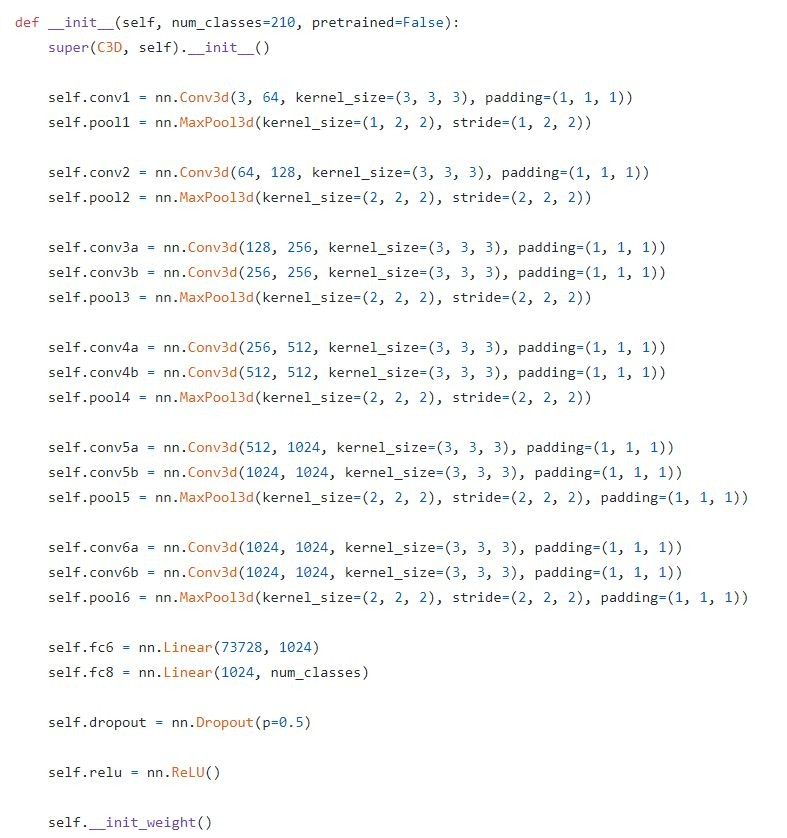 def __init__(self, num_classes=210, pretrained=False):
    super(C3D, self).__init__()

    self.conv1 = nn.Conv3d(3, 64, kernel_size=(3, 3, 3), padding=(1, 1, 1))
    self.pool1 = nn.MaxPool3d(kernel_size=(1, 2, 2), stride=(1, 2, 2))

    self.conv2 = nn.Conv3d(64, 128, kernel_size=(3, 3, 3), padding=(1, 1, 1))
    self.pool2 = nn.MaxPool3d(kernel_size=(2, 2, 2), stride=(2, 2, 2))

    self.conv3a = nn.Conv3d(128, 256, kernel_size=(3, 3, 3), padding=(1, 1, 1))
    self.conv3b = nn.Conv3d(256, 256, kernel_size=(3, 3, 3), padding=(1, 1, 1))
    self.pool3 = nn.MaxPool3d(kernel_size=(2, 2, 2), stride=(2, 2, 2))

    self.conv4a = nn.Conv3d(256, 512, kernel_size=(3, 3, 3), padding=(1, 1, 1))
    self.conv4b = nn.Conv3d(512, 512, kernel_size=(3, 3, 3), padding=(1, 1, 1))
    self.pool4 = nn.MaxPool3d(kernel_size=(2, 2, 2), stride=(2, 2, 2))

    self.conv5a = nn.Conv3d(512, 1024, kernel_size=(3, 3, 3), padding=(1, 1, 1))
    self.conv5b = nn.Conv3d(1024, 1024, kernel_size=(3, 3, 3), padding=(1, 1, 1))
    self.pool5 = nn.MaxPool3d(kernel_size=(2, 2, 2), stride=(2, 2, 2), padding=(1, 1, 1))

    self.conv6a = nn.Conv3d(1024, 1024, kernel_size=(3, 3, 3), padding=(1, 1, 1))
    self.conv6b = nn.Conv3d(1024, 1024, kernel_size=(3, 3, 3), padding=(1, 1, 1))
    self.pool6 = nn.MaxPool3d(kernel_size=(2, 2, 2), stride=(2, 2, 2), padding=(1, 1, 1))

    self.fc6 = nn.Linear(73728, 1024)
    self.fc8 = nn.Linear(1024, num_classes)

    self.dropout = nn.Dropout(p=0.5)

    self.relu = nn.ReLU()

    self.__init_weight()